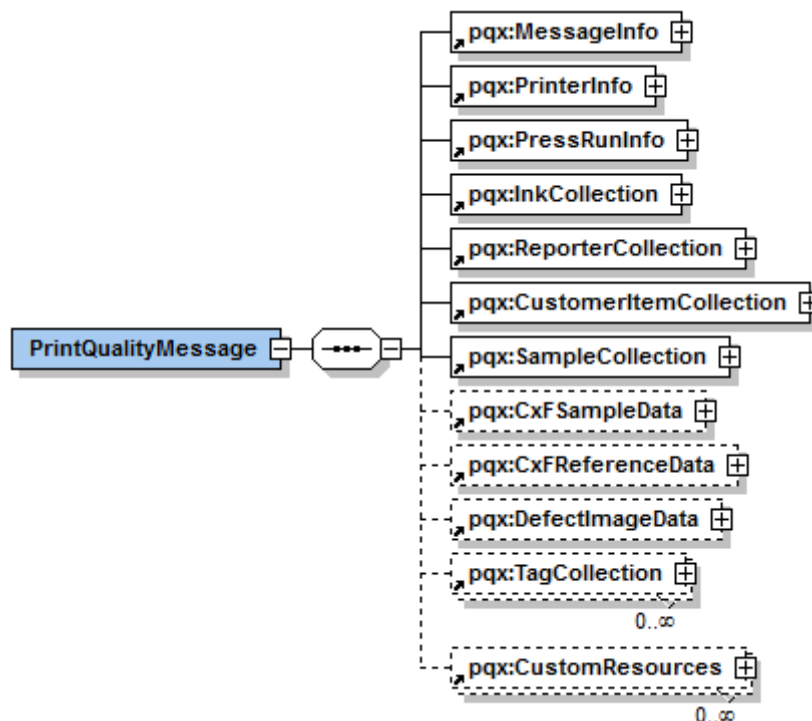 pqx:MessageInfo
pqx:PrinterInfo
pqx:PressRunInfo
pqx:InkCollection
pqx:ReporterCollection
pqx:CustomerItemCollection
PrintQualityMessage
pqx:SampleCollection
pqx:CxFSampleData
pqx:CxFReferenceData
pqx:DefectImageData
pqx:TagCollection
0..∞
pqx:CustomResources
0..∞